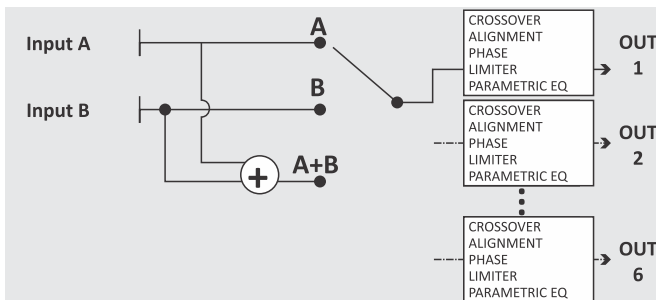 Input A
A
Input B
B
A+B
+
CROSSOVER
ALIGNMENT
PHASE
LIMITER
PARAMETRIC EQ
OUT
1
CROSSOVER
ALIGNMENT
PHASE
LIMITER
PARAMETRIC EQ
OUT
2
CROSSOVER
ALIGNMENT
PHASE
LIMITER
PARAMETRIC EQ
OUT
6